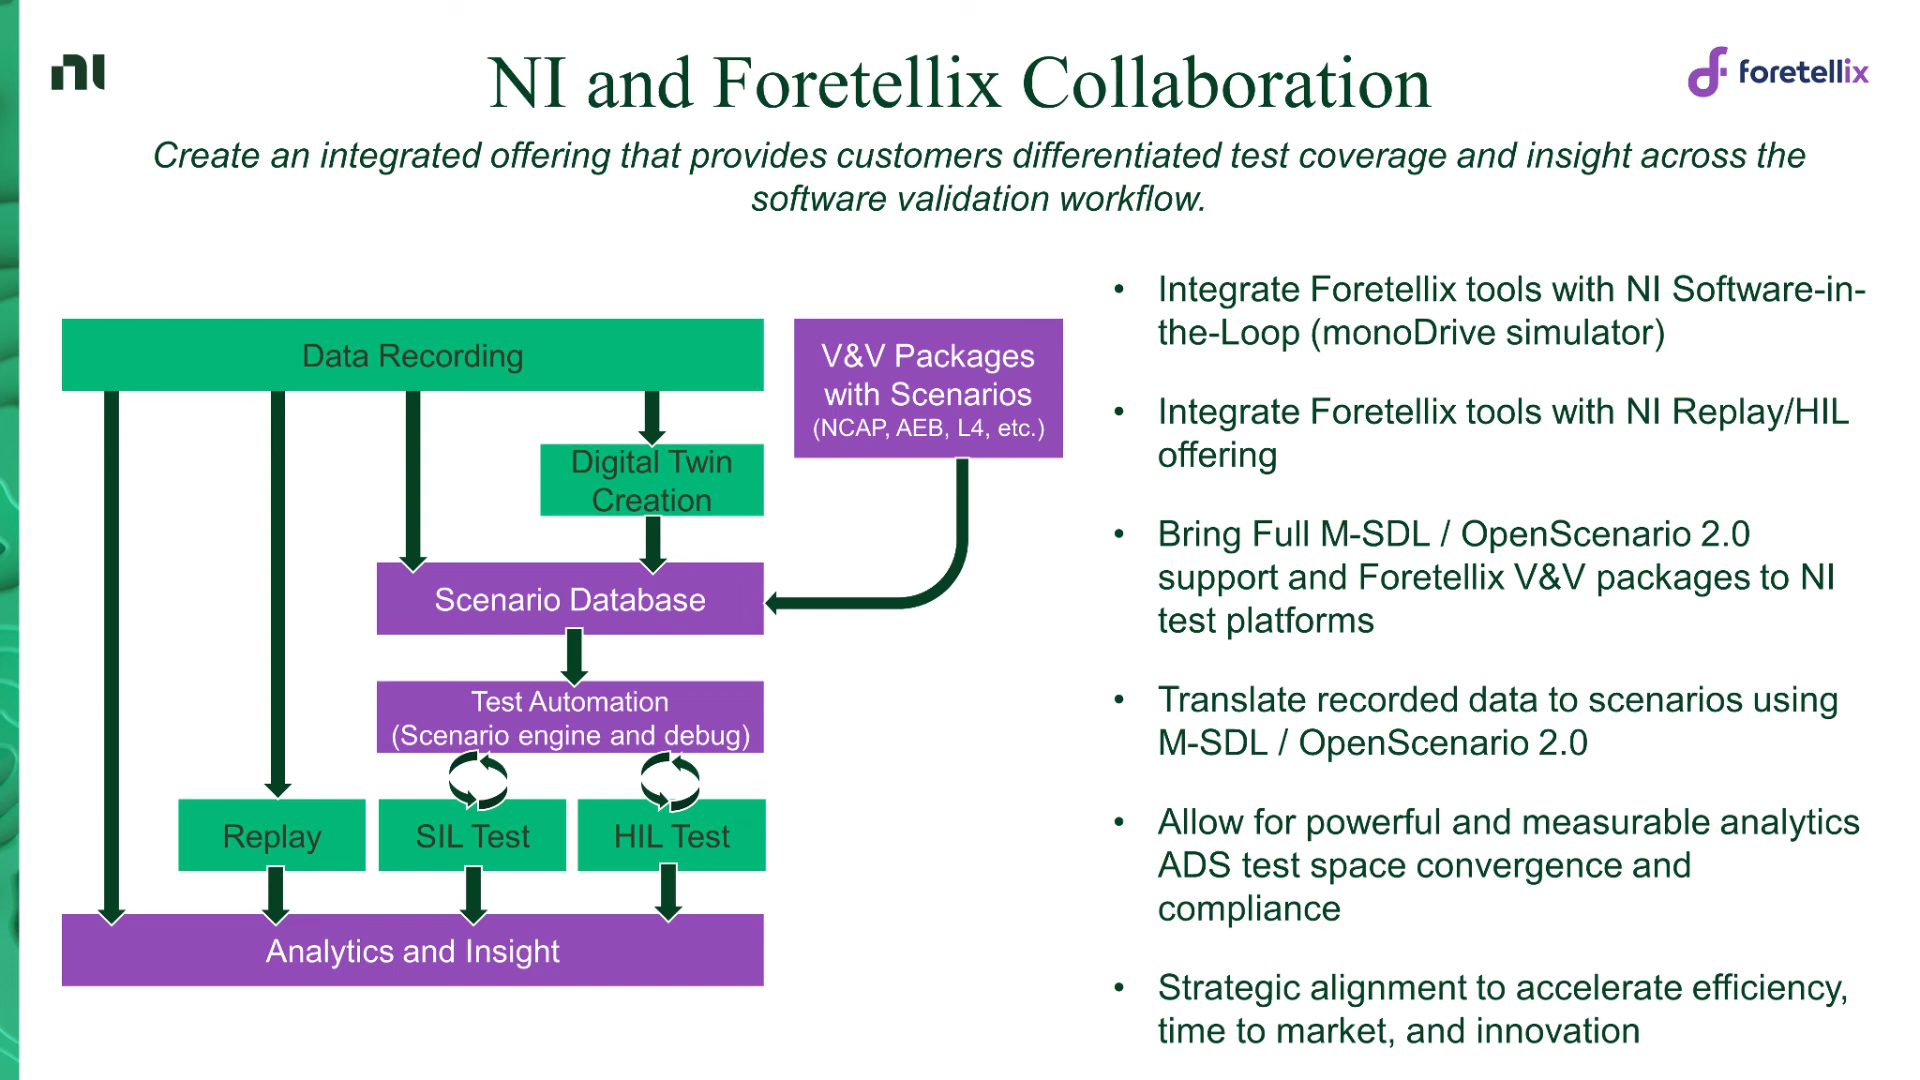 NI
NI and Foretellix Collaboration
foretellix
Create an integrated offering that provides customers differentiated test coverage and insight across the
software validation workflow.
Data Recording
V&V Packages
with Scenarios
(NCAP, AEB, L4, etc.)
Digital Twin
Creation
Scenario Database
Test Automation
(Scenario engine and debug)
Replay
SIL Test
HIL Test
Analytics and Insight
• Integrate Foretellix tools with NI Software-in-
the-Loop (monoDrive simulator)
• Integrate Foretellix tools with NI Replay/HIL
offering
• Bring Full M-SDL / OpenScenario 2.0
support and Foretellix V&V packages to NI
test platforms
• Translate recorded data to scenarios using
M-SDL / OpenScenario 2.0
• Allow for powerful and measurable analytics
ADS test space convergence and
compliance
• Strategic alignment to accelerate efficiency,
time to market, and innovation